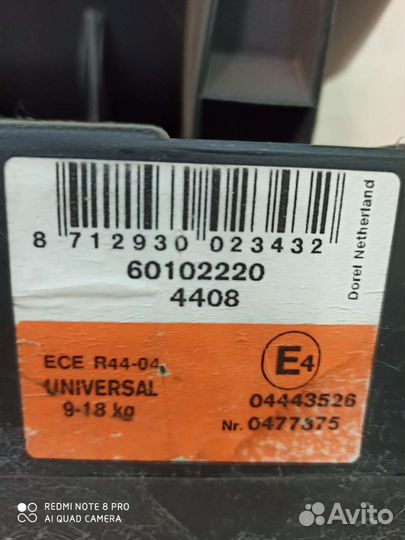 8 712930 023432
60102220
4408
Dorel Netherland
ECE R44-04
UNIVERSAL
9-18 kg
E4
04443526
Nr. 0477375
REDMI NOTE 8 PRO
AI QUAD CAMERA
Avito